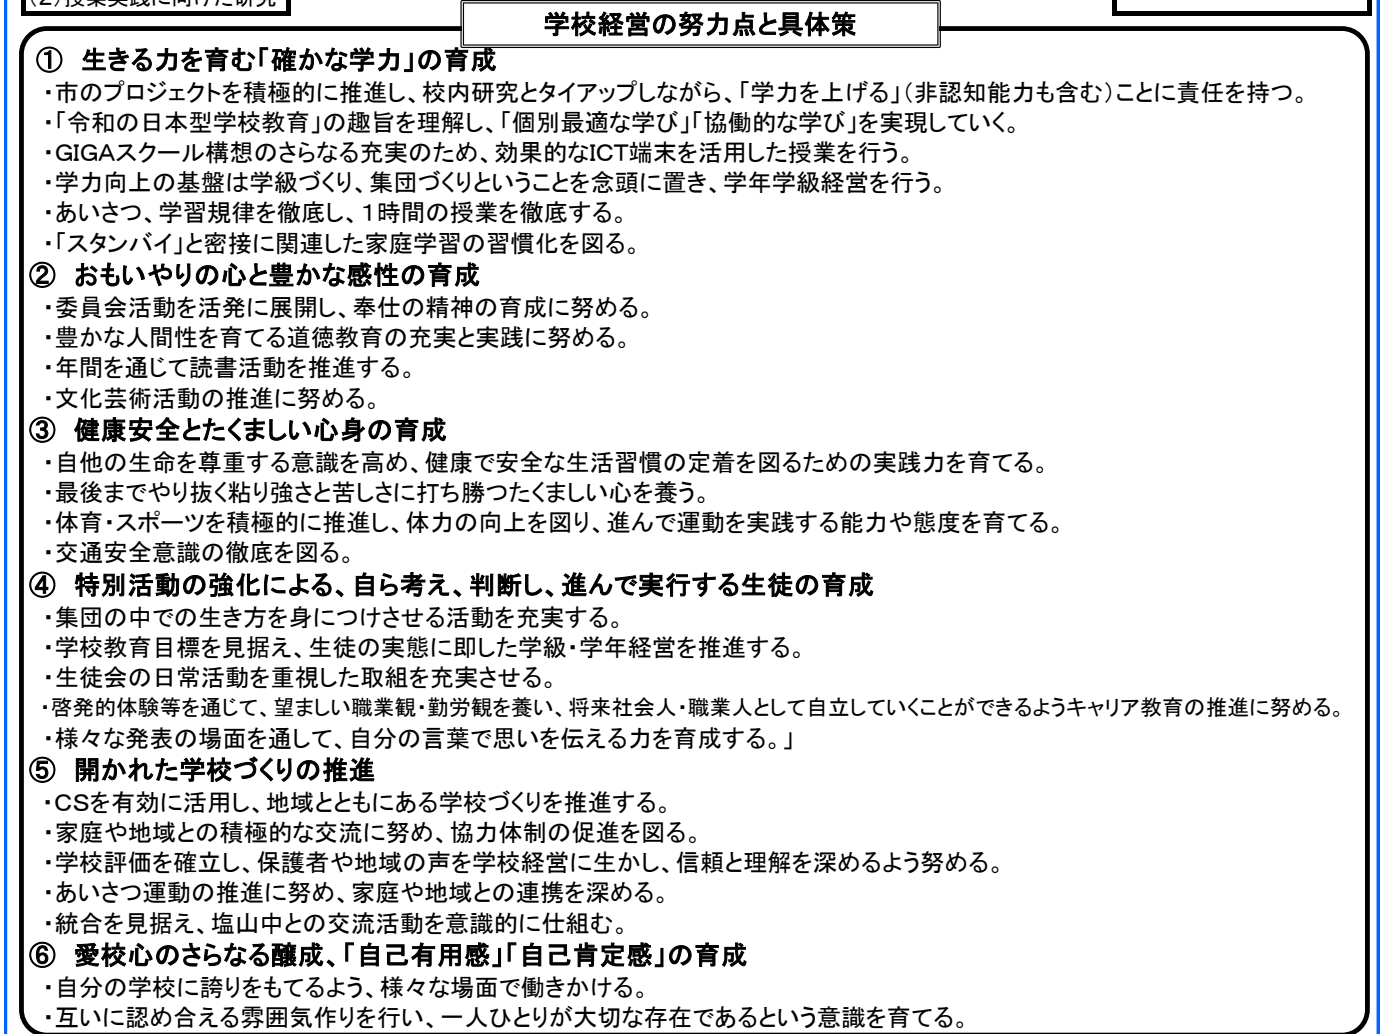 (2)授業実践に向けた研究
学校経営の努力点と具体策
① 生きる力を育む「確かな学力」の育成
・市のプロジェクトを積極的に推進し、校内研究とタイアップしながら、「学力を上げる」(非認知能力も含む)ことに責任を持つ。
・「令和の日本型学校教育」の趣旨を理解し、「個別最適な学び」「協働的な学び」を実現していく。
・GIGAスクール構想のさらなる充実のため、効果的なICT端末を活用した授業を行う。
・学力向上の基盤は学級づくり、集団づくりということを念頭に置き、学年学級経営を行う。
・あいさつ、学習規律を徹底し、1時間の授業を徹底する。
・「スタンバイ」と密接に関連した家庭学習の習慣化を図る。
② おもいやりの心と豊かな感性の育成
・委員会活動を活発に展開し、奉仕の精神の育成に努める。
・豊かな人間性を育てる道徳教育の充実と実践に努める。
・年間を通じて読書活動を推進する。
・文化芸術活動の推進に努める。
③ 健康安全とたくましい心身の育成
・自他の生命を尊重する意識を高め、健康で安全な生活習慣の定着を図るための実践力を育てる。
・最後までやり抜く粘り強さと苦しさに打ち勝つたくましい心を養う。
・体育・スポーツを積極的に推進し、体力の向上を図り、進んで運動を実践する能力や態度を育てる。
・交通安全意識の徹底を図る。
④ 特別活動の強化による、自ら考え、判断し、進んで実行する生徒の育成
・集団の中での生き方を身につけさせる活動を充実する。
・学校教育目標を見据え、生徒の実態に即した学級・学年経営を推進する。
・生徒会の日常活動を重視した取組を充実させる。
・啓発的体験等を通じて、望ましい職業観・勤労観を養い、将来社会人・職業人として自立していくことができるようキャリア教育の推進に努める。
・様々な発表の場面を通して、自分の言葉で思いを伝える力を育成する。」
⑤ 開かれた学校づくりの推進
・CSを有効に活用し、地域とともにある学校づくりを推進する。
・家庭や地域との積極的な交流に努め、協力体制の促進を図る。
・学校評価を確立し、保護者や地域の声を学校経営に生かし、信頼と理解を深めるよう努める。
・あいさつ運動の推進に努め、家庭や地域との連携を深める。
・統合を見据え、塩山中との交流活動を意識的に仕組む。
⑥ 愛校心のさらなる醸成、「自己有用感」「自己肯定感」の育成
・自分の学校に誇りをもてるよう、様々な場面で働きかける。
・互いに認め合える雰囲気作りを行い、一人ひとりが大切な存在であるという意識を育てる。